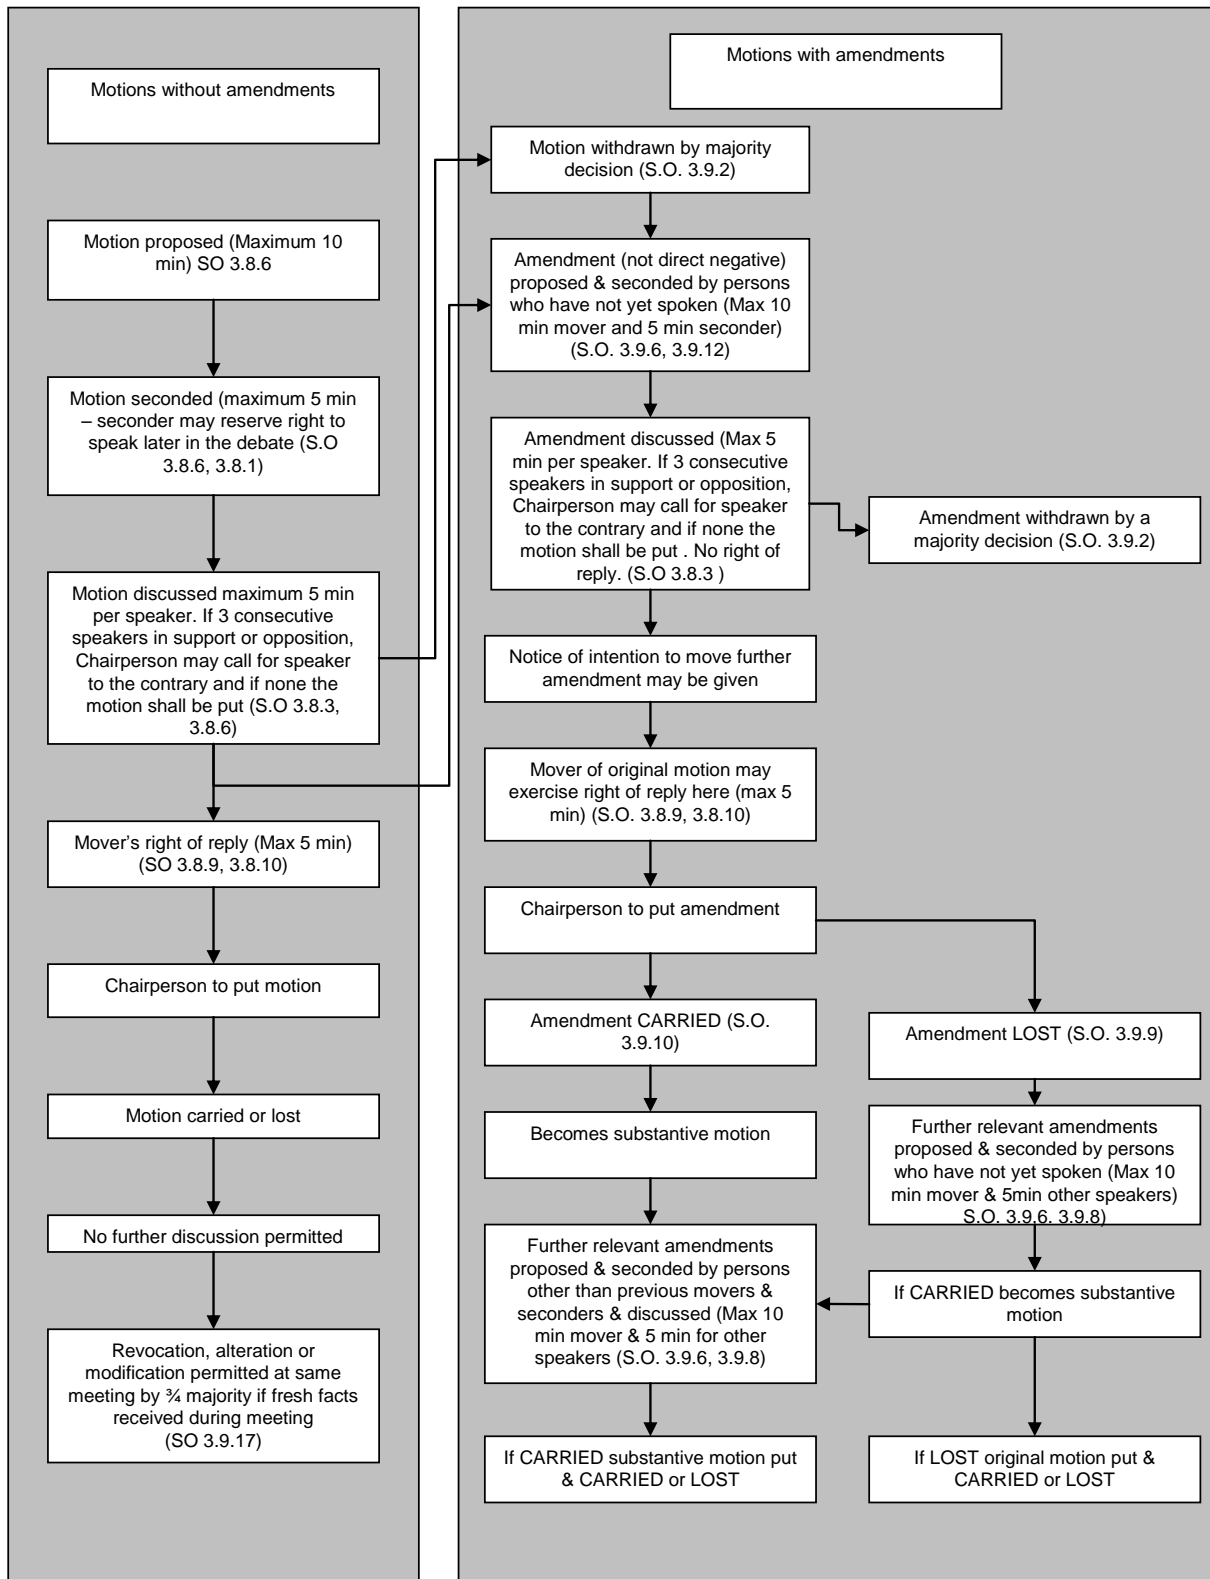 Motions without amendments
Motion proposed (Maximum 10
min) SO 3.8.6
Motion seconded (maximum 5 min
– seconder may reserve right to
speak later in the debate (S.O
3.8.6, 3.8.1)
Motion discussed maximum 5 min
per speaker. If 3 consecutive
speakers in support or opposition,
Chairperson may call for speaker
to the contrary and if none the
motion shall be put (S.O 3.8.3,
3.8.6)
Mover’s right of reply (Max 5 min)
(SO 3.8.9, 3.8.10)
Chairperson to put motion
Motion carried or lost
No further discussion permitted
Revocation, alteration or
modification permitted at same
meeting by ¾ majority if fresh facts
received during meeting
(SO 3.9.17)
Motions with amendments
Motion withdrawn by majority
decision (S.O. 3.9.2)
Amendment (not direct negative)
proposed & seconded by persons
who have not yet spoken (Max 10
min mover and 5 min seconder)
(S.O. 3.9.6, 3.9.12)
Amendment discussed (Max 5
min per speaker. If 3 consecutive
speakers in support or opposition,
Chairperson may call for speaker
to the contrary and if none the
motion shall be put . No right of
reply. (S.O 3.8.3 )
Amendment withdrawn by a
majority decision (S.O. 3.9.2)
Notice of intention to move further
amendment may be given
Mover of original motion may
exercise right of reply here (max 5
min) (S.O. 3.8.9, 3.8.10)
Chairperson to put amendment
Amendment CARRIED (S.O.
3.9.10)
Becomes substantive motion
Further relevant amendments
proposed & seconded by persons
other than previous movers &
seconders & discussed (Max 10
min mover & 5 min for other
speakers (S.O. 3.9.6, 3.9.8)
If CARRIED substantive motion put
& CARRIED or LOST
Amendment LOST (S.O. 3.9.9)
Further relevant amendments
proposed & seconded by persons
who have not yet spoken (Max 10
min mover & 5min other speakers)
S.O. 3.9.6. 3.9.8)
If CARRIED becomes substantive
motion
If LOST original motion put &
CARRIED or LOST